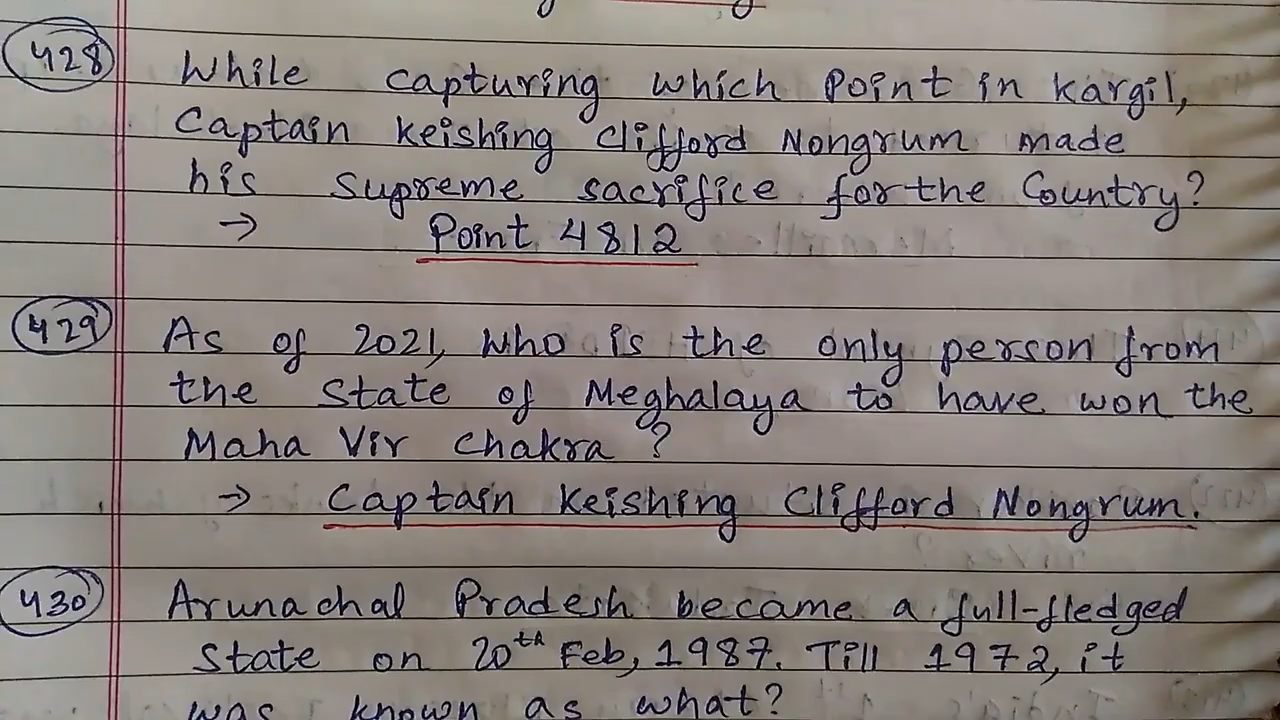 428 While capturing which Point in Kargil,
Captain Keishing Clifford Nongrum made
his supreme sacrifice for the Country?
→ Point 4812
429 As of 2021, who is the only person from
the State of Meghalaya to have won the
Maha Vir Chakra ?
→ Captain Keishing Clifford Nongrum.
430 Arunachal Pradesh became a full-fledged
State on 20th Feb, 1987. Till 1972, it
was known as what?